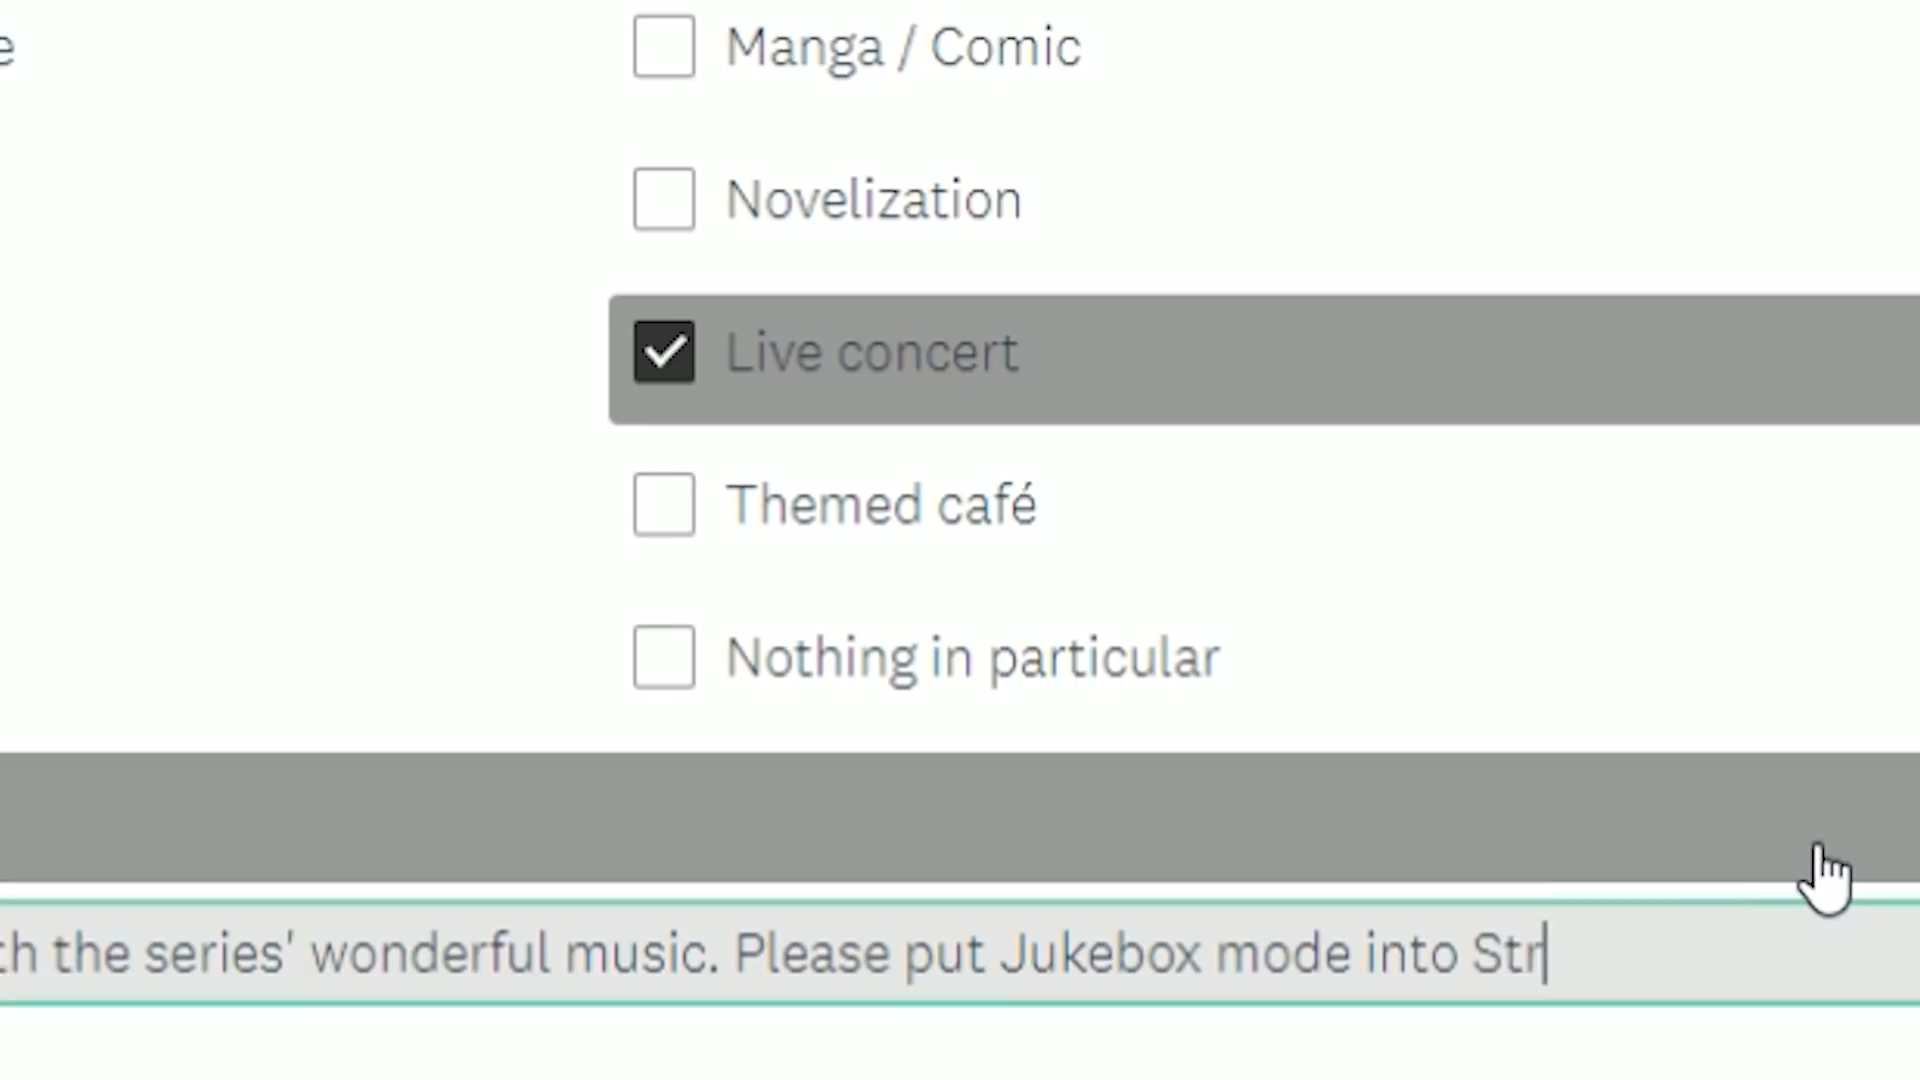 e
Manga / Comic
Novelization
Live concert
Themed café
Nothing in particular
th the series' wonderful music. Please put Jukebox mode into Str